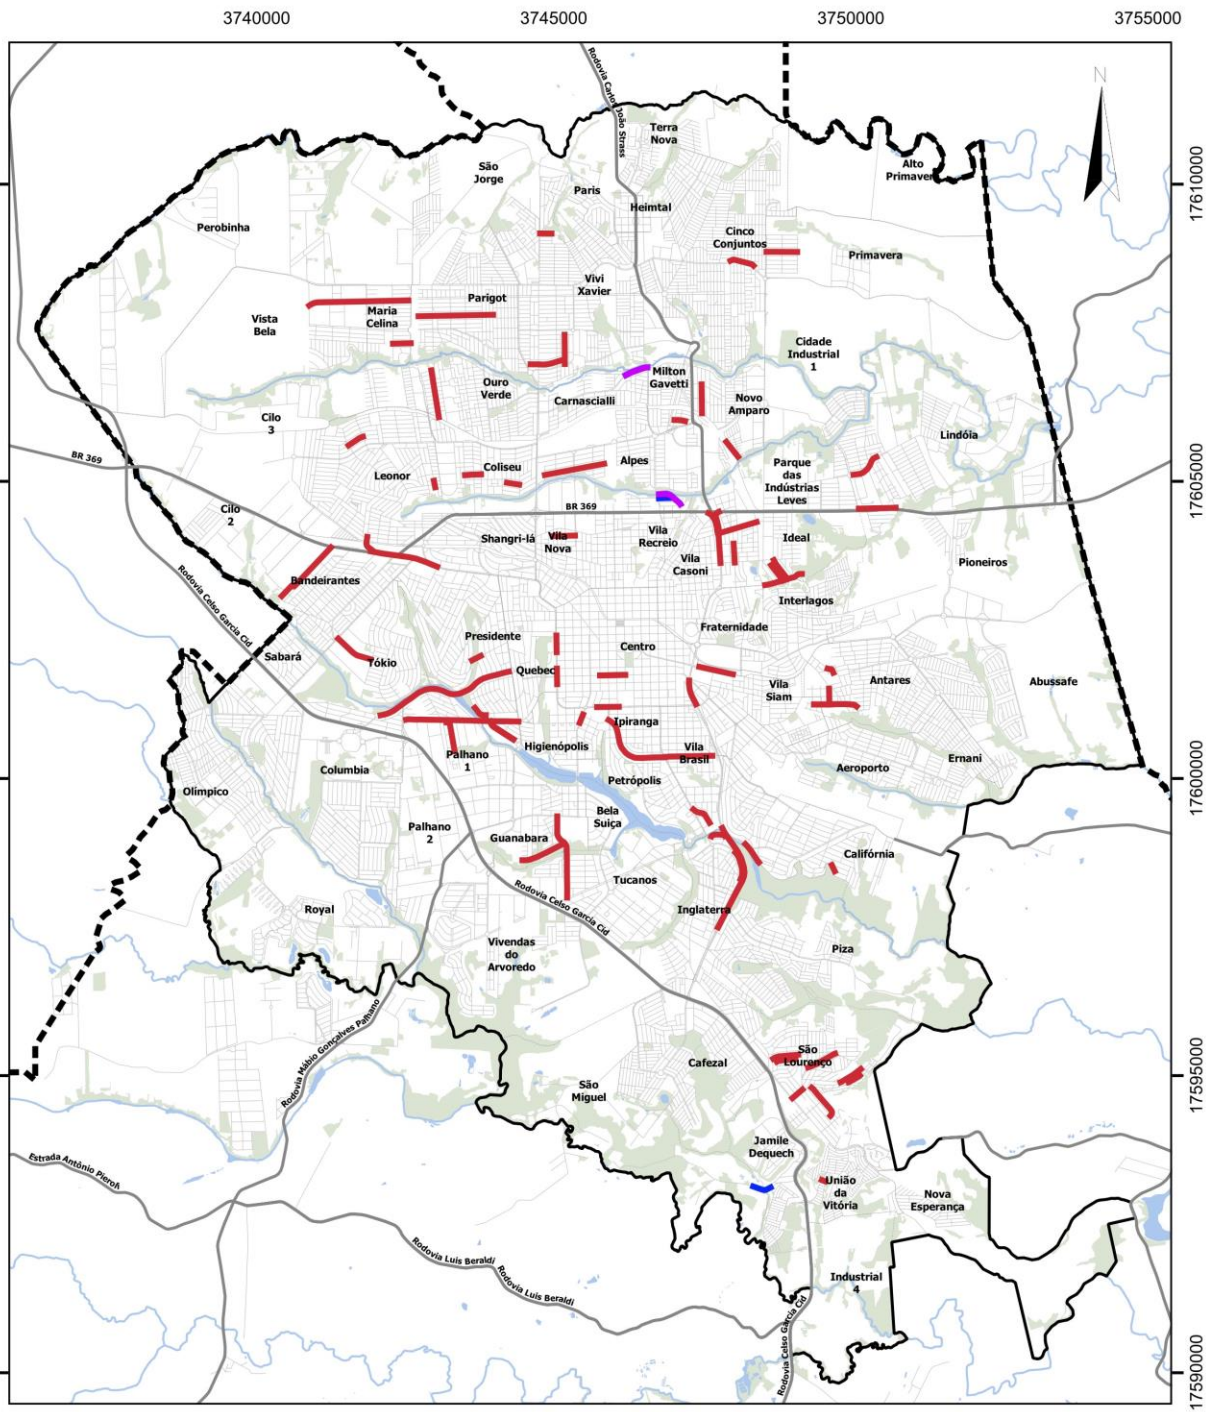 3740000
3745000
3750000
3755000
N
Rodovia Carlos João Strass
Terra
Nova
São
Jorge
Alto
Primavera
17610000
Paris
Heimtal
Perobinha
Cinco
Conjuntos
Primavera
Vivi
Xavier
Parigot
Maria
Celina
Vista
Bela
Cidade
Industrial
1
Milton
Gavetti
Ouro
Verde
Carnascialli
Novo
Amparo
Cilo
3
Lindóia
BR 369
Alpes
Coliseu
Leonor
Parque
das
Indústrias
Leves
17605000
Cilo
2
BR 369
Shangri-lá
Vila
Nova
Vila
Recreio
Ideal
Vila
Casoni
Pioneiros
Bandeirantes
Interlagos
Rodovia Celso Garcia Cid
Fraternidade
Presidente
Centro
Sabará
Tókio
Quebec
Vila
Siam
Antares
Abussafe
Ipiranga
Higienópolis
Vila
Brasil
Palhano
1
Ernani
Columbia
Aeroporto
17600000
Petrópolis
Olímpico
Bela
Suiça
Palhano
2
Guanabara
Califórnia
Tucanos
Rodovia Celso Garcia Cid
Royal
Inglaterra
Vivendas
do
Arvoredo
Piza
Rodovia Mábio Gonçalves Palhano
São
Lourenço
Cafezal
17595000
São
Miguel
Jamile
Dequech
Estrada Antônio Pieroli
União
da
Vitória
Nova
Esperança
Rodovia Luis Beraldi
Rodovia Luis Beraldi
Industrial
4
Rodovia Celso Garcia Cid
17590000